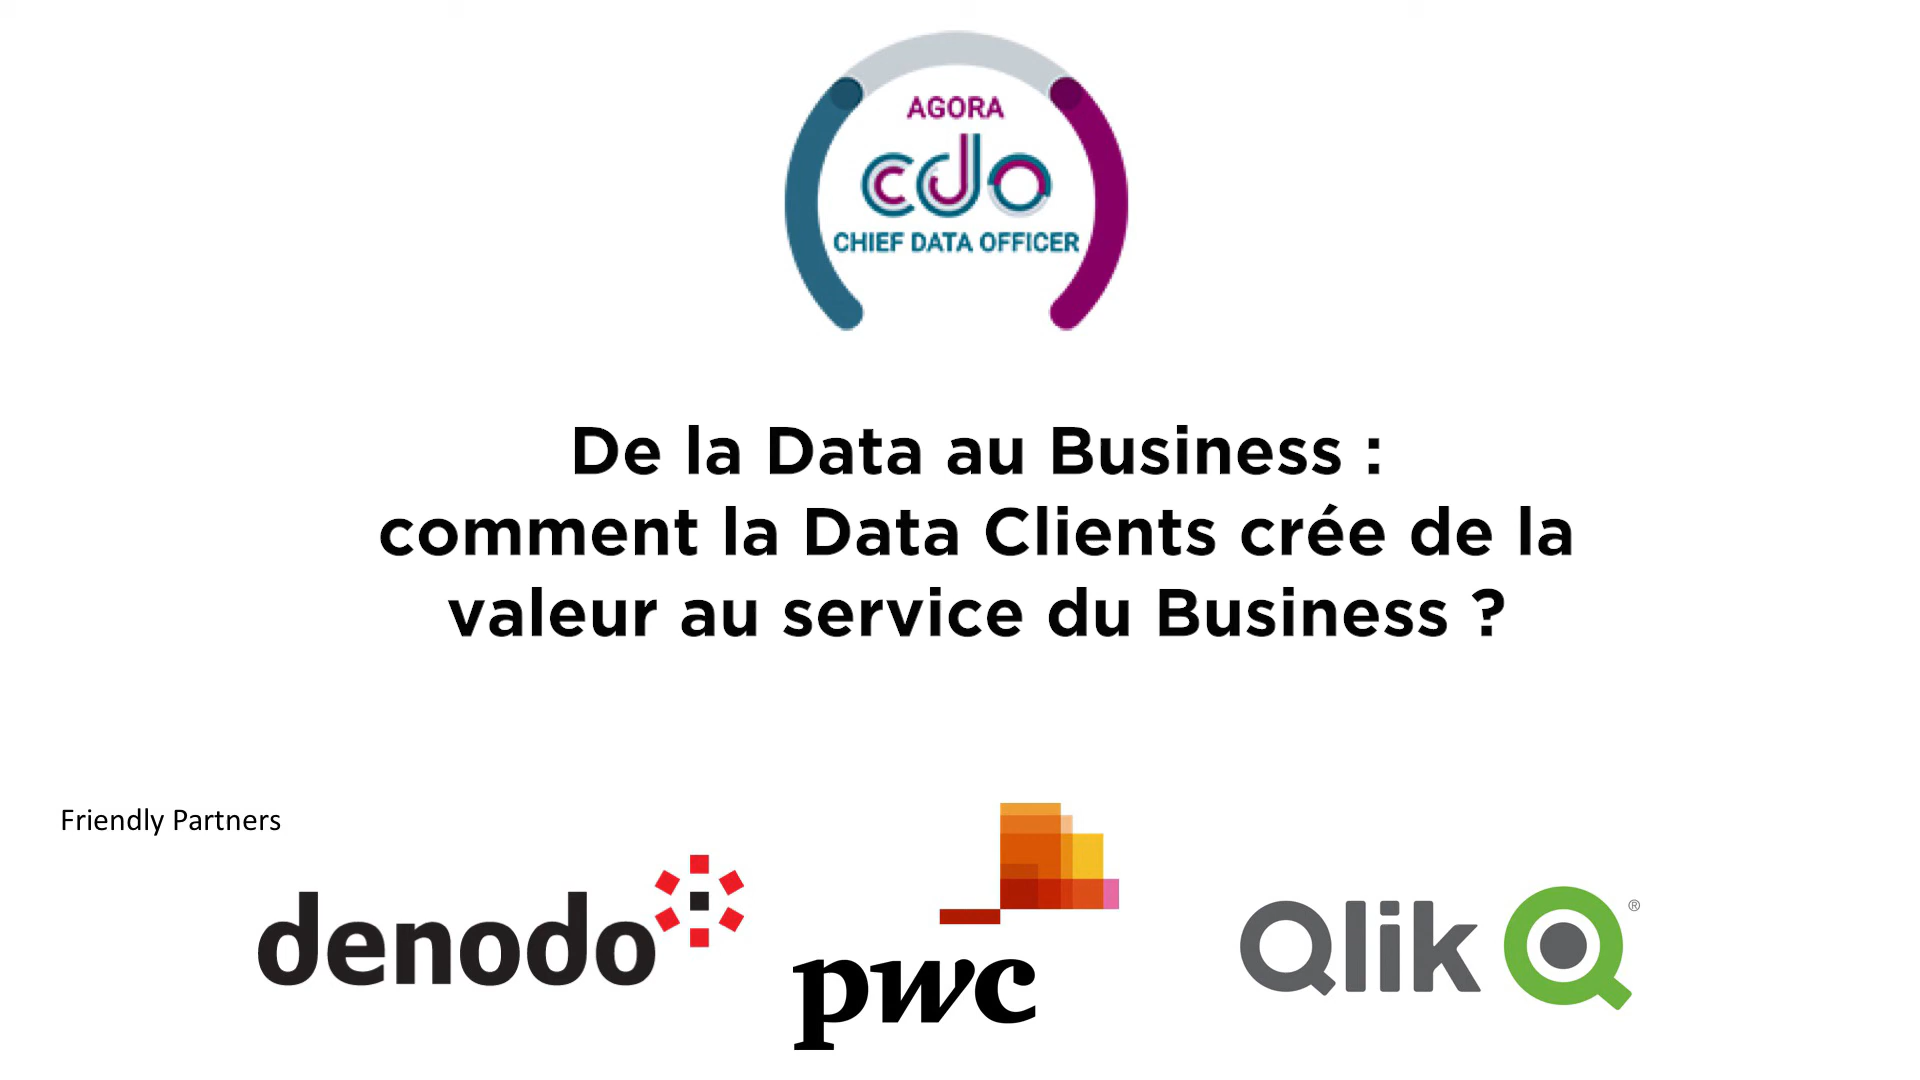 AGORA
cdo
CHIEF DATA OFFICER
De la Data au Business :
comment la Data Clients crée de la
valeur au service du Business ?
Friendly Partners
denodo
pwc
Qlik ®